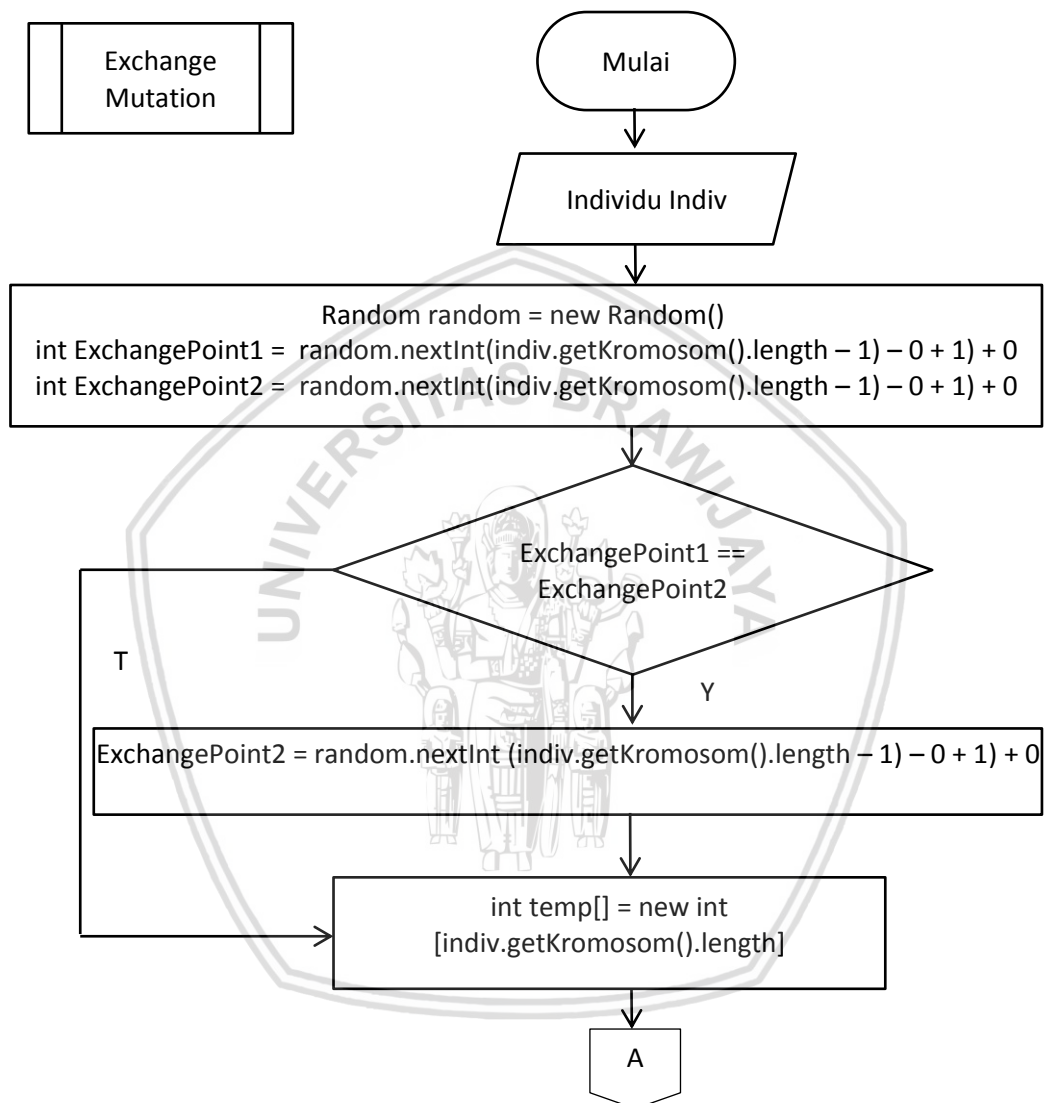 Exchange
Mutation
Mulai
Individu Indiv
Random random = new Random()
int ExchangePoint1 =  random.nextInt(indiv.getKromosom().length – 1) – 0 + 1) + 0
int ExchangePoint2 =  random.nextInt(indiv.getKromosom().length – 1) – 0 + 1) + 0
UNIVERSITAS BRAWIJAYA
ExchangePoint1 ==
ExchangePoint2
T
Y
ExchangePoint2 = random.nextInt (indiv.getKromosom().length – 1) – 0 + 1) + 0
int temp[] = new int
[indiv.getKromosom().length]
A